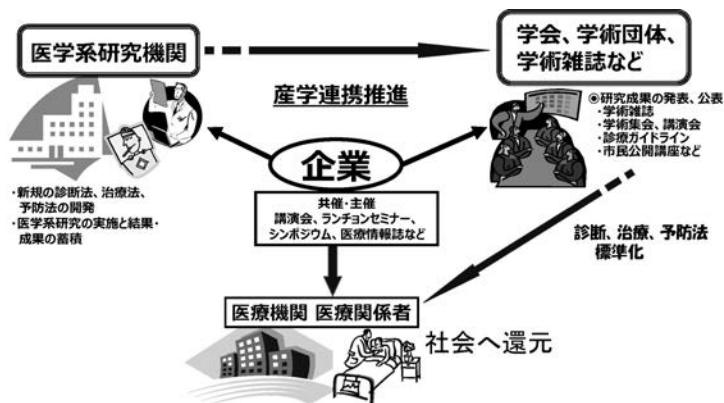 医学系研究機関
学会、学術団体、
学術雑誌など
産学連携推進
◉研究成果の発表、公表
・学術雑誌
・学術集会、講演会
・診療ガイドライン
・市民公開講座など
企業
・新規の診断法、治療法、
予防法の開発
・医学系研究の実施と結果・
成果の蓄積
共催・主催
講演会、ランチョンセミナー、
シンポジウム、医療情報誌など
診断、治療、予防法
標準化
医療機関 医療関係者
社会へ還元